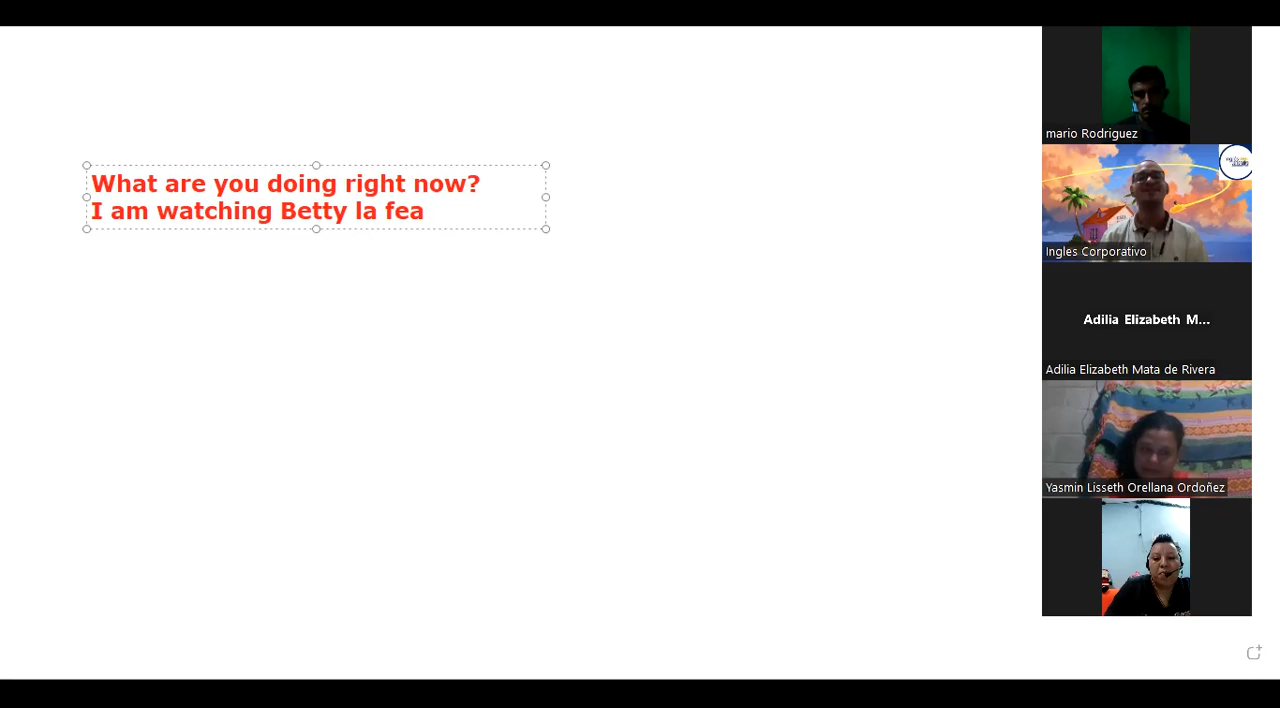 What are you doing right now?
I am watching Betty la fea
mario Rodriguez
Ingles Corporativo
Adilia Elizabeth M...
Adilia Elizabeth Mata de Rivera
Yasmin Lisseth Orellana Ordoñez